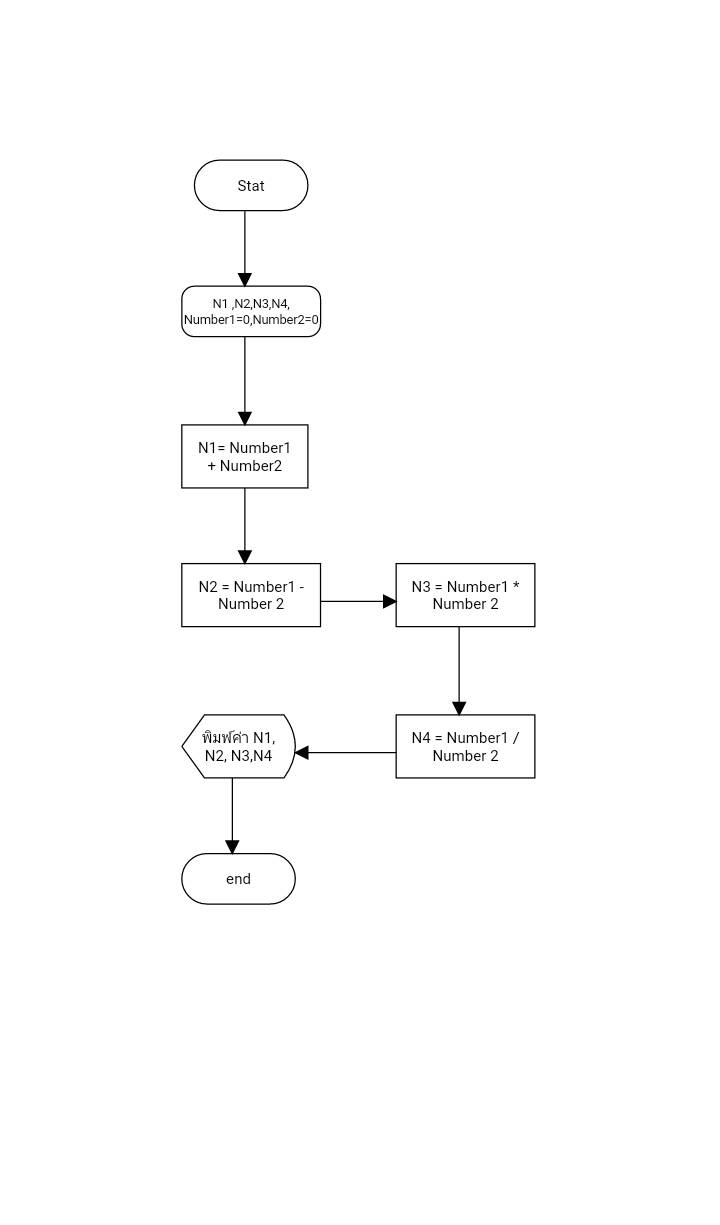 Stat
N1 ,N2,N3,N4,
Number1=0,Number2=0
N1= Number1
+ Number2
N2 = Number1 -
Number 2
N3 = Number1 *
Number 2
N4 = Number1 /
Number 2
พิมพ์ค่า N1,
N2, N3,N4
end